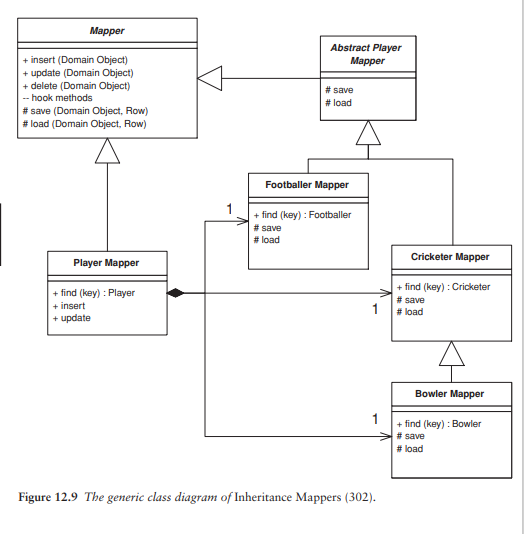 Mapper
+ insert (Domain Object)
+ update (Domain Object)
+ delete (Domain Object)
-- hook methods
# save (Domain Object, Row)
# load (Domain Object, Row)
Abstract Player
Mapper
# save
# load
Footballer Mapper
+ find (key) : Footballer
# save
# load
1
Player Mapper
+ find (key) : Player
+ insert
+ update
Cricketer Mapper
+ find (key) : Cricketer
# save
# load
1
Bowler Mapper
+ find (key) : Bowler
# save
# load
1
Figure 12.9 The generic class diagram of Inheritance Mappers (302).